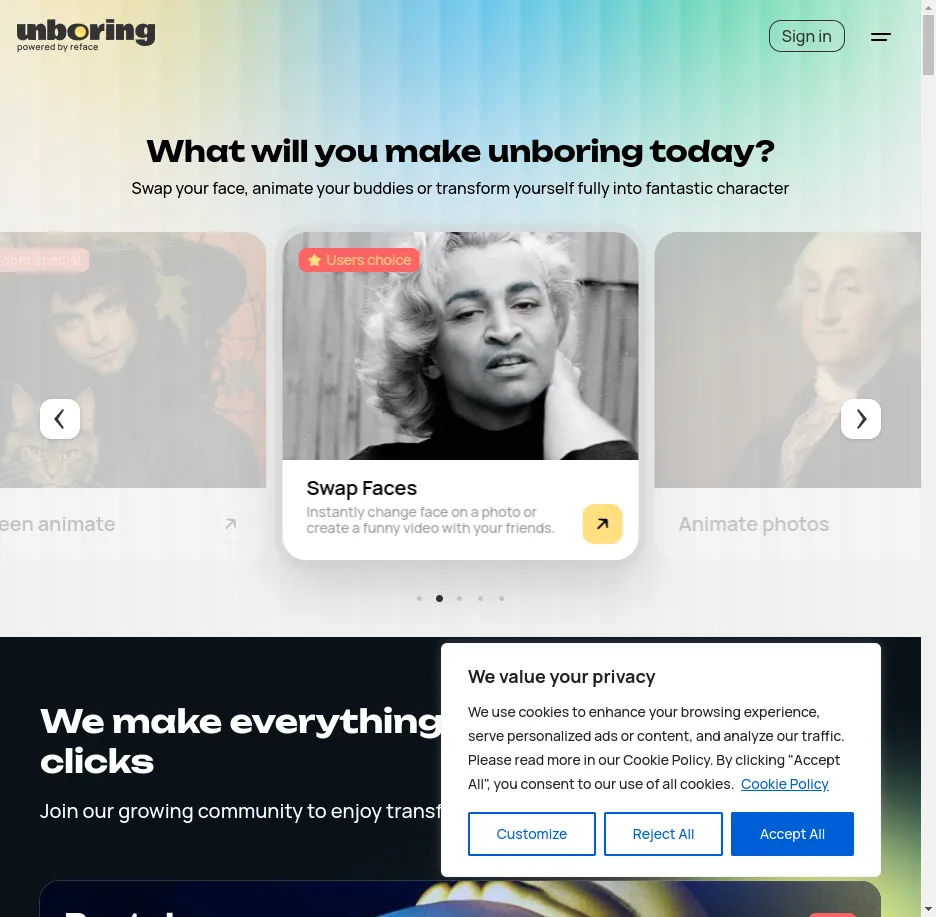 unboring
powered by reface
Sign in
What will you make unboring today?
Swap your face, animate your buddies or transform yourself fully into fantastic character
ober special
een animate
Users choice
Swap Faces
Instantly change face on a photo or
create a funny video with your friends.
Animate photos
We make everything
clicks
Join our growing community to enjoy transf
We value your privacy
We use cookies to enhance your browsing experience,
serve personalized ads or content, and analyze our traffic.
Please read more in our Cookie Policy. By clicking "Accept
All", you consent to our use of all cookies. Cookie Policy
Customize
Reject All
Accept All